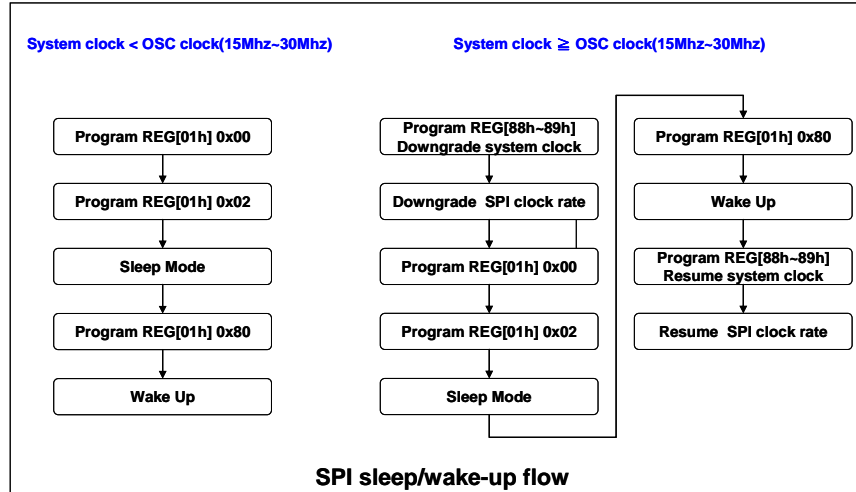 System clock < OSC clock(15Mhz~30Mhz)
Program REG[01h] 0x00
Program REG[01h] 0x02
Sleep Mode
Program REG[01h] 0x80
Wake Up
System clock ≧ OSC clock(15Mhz~30Mhz)
Program REG[88h~89h]
Downgrade system clock
Downgrade SPI clock rate
Program REG[01h] 0x00
Program REG[01h] 0x02
Sleep Mode
Program REG[01h] 0x80
Wake Up
Program REG[88h~89h]
Resume system clock
Resume SPI clock rate
SPI sleep/wake-up flow